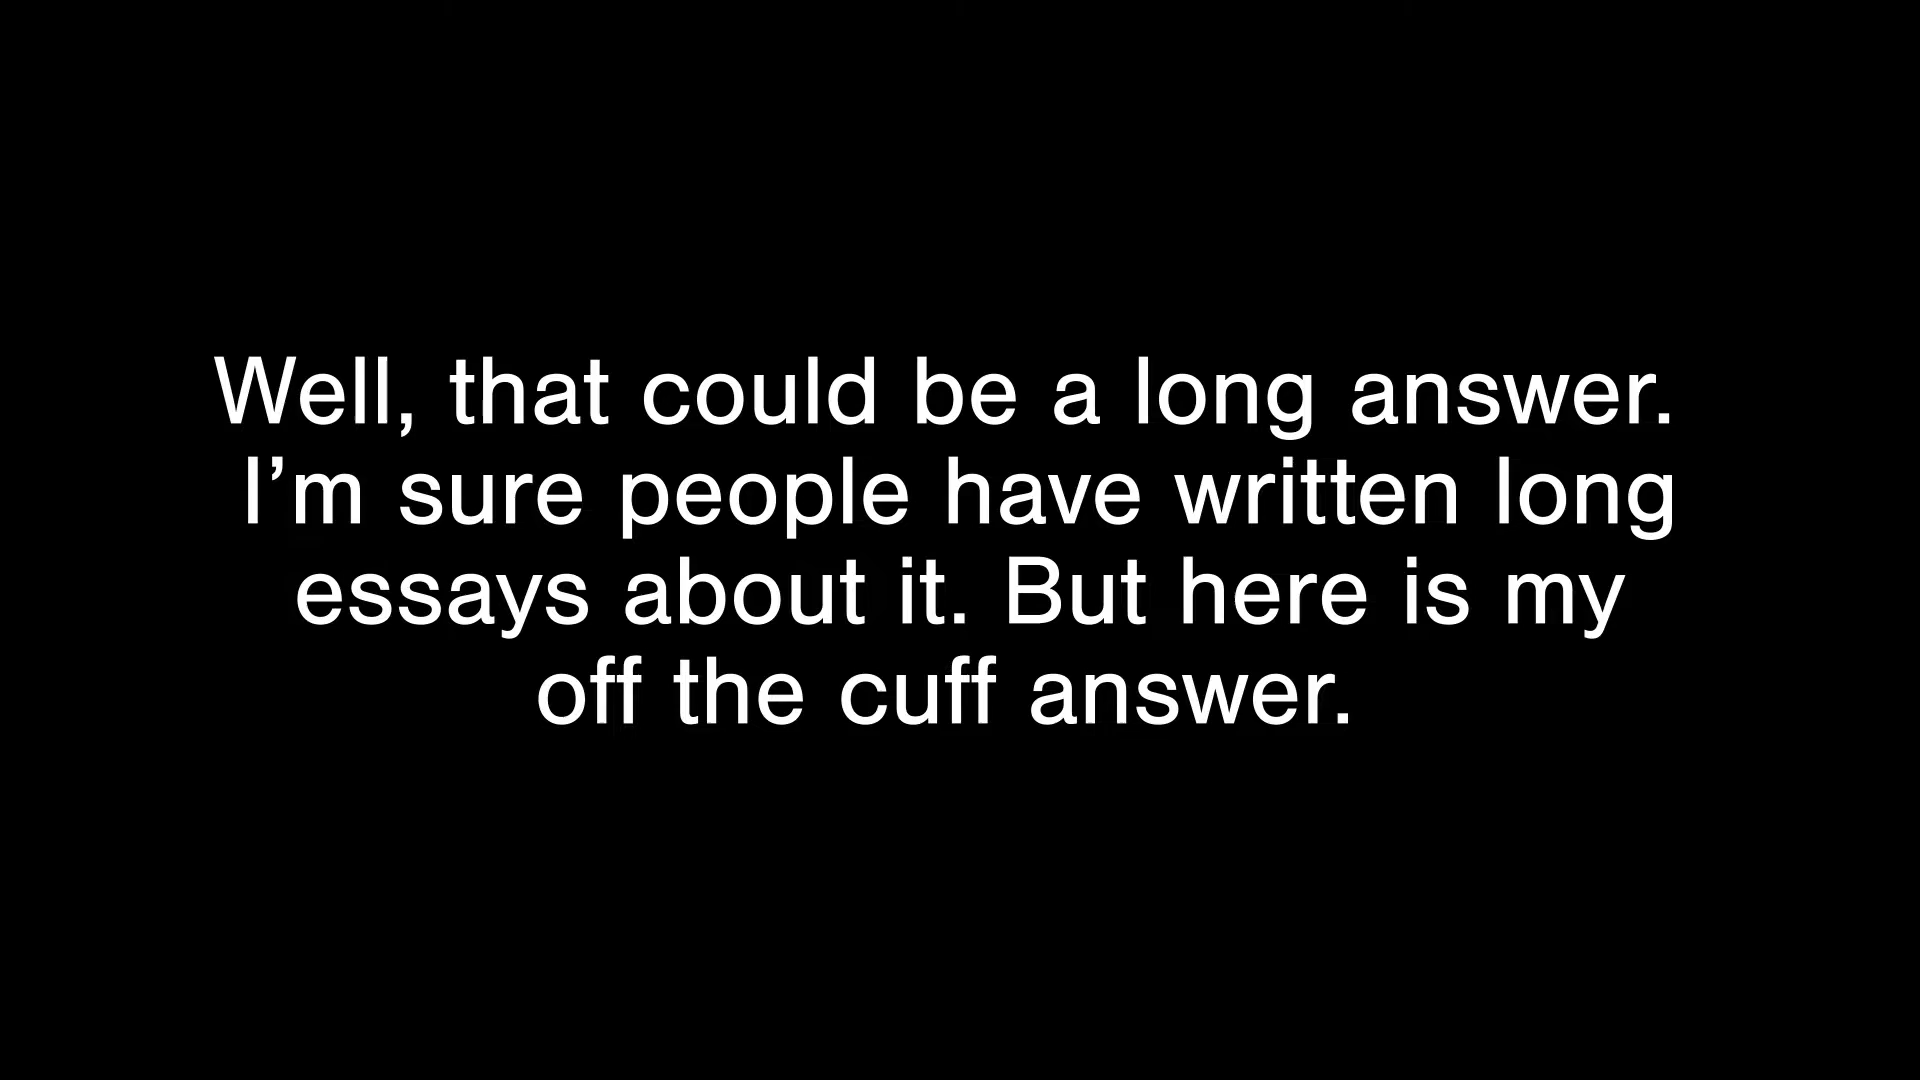 Well, that could be a long answer.
I’m sure people have written long
essays about it. But here is my
off the cuff answer.